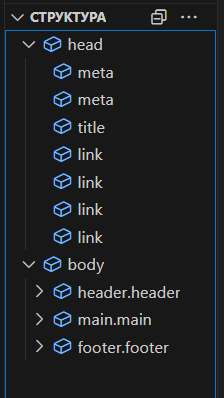 СТРУКТУРА
head
meta
meta
title
link
link
link
link
body
header.header
main.main
footer.footer